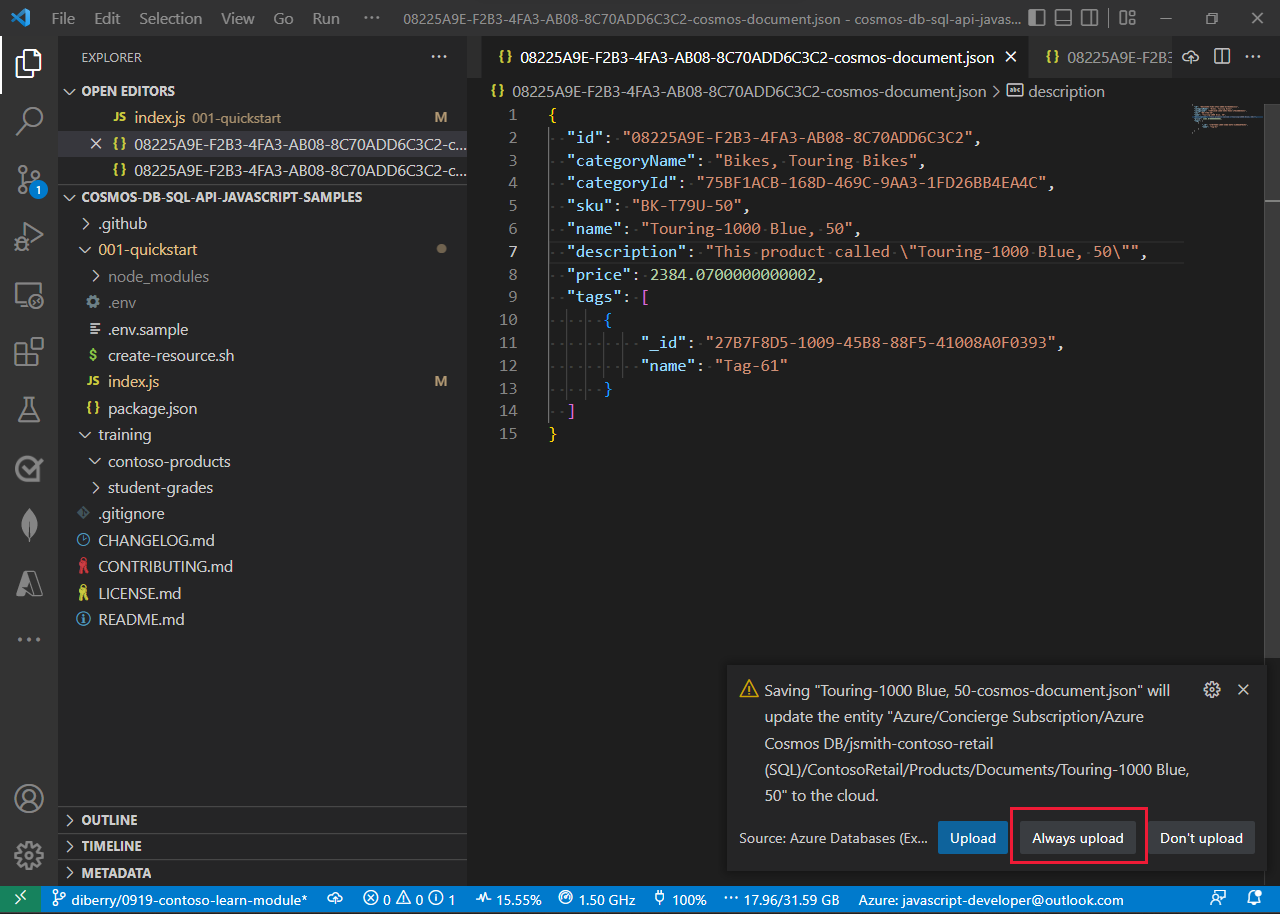 File Edit Selection View Go Run ··· 08225A9E-F2B3-4FA3-AB08-8C70ADD6C3C2-cosmos-document.json - cosmos-db-sql-api-javas...
EXPLORER ···
OPEN EDITORS
JS index.js 001-quickstart M
{} 08225A9E-F2B3-4FA3-AB08-8C70ADD6C3C2-c...
{} 08225A9E-F2B3-4FA3-AB08-8C70ADD6C3C2-c...
COSMOS-DB-SQL-API-JAVASCRIPT-SAMPLES
.github
001-quickstart
node_modules
.env
.env.sample
$ create-resource.sh
JS index.js M
{} package.json
training
contoso-products
student-grades
.gitignore
CHANGELOG.md
CONTRIBUTING.md
LICENSE.md
README.md
OUTLINE
TIMELINE
METADATA
1
{} 08225A9E-F2B3-4FA3-AB08-8C70ADD6C3C2-cosmos-document.json {} 08225A9E-F2B3 ···
{} 08225A9E-F2B3-4FA3-AB08-8C70ADD6C3C2-cosmos-document.json > abc description
1 {
2 "id": "08225A9E-F2B3-4FA3-AB08-8C70ADD6C3C2",
3 "categoryName": "Bikes, Touring Bikes",
4 "categoryId": "75BF1ACB-168D-469C-9AA3-1FD26BB4EA4C",
5 "sku": "BK-T79U-50",
6 "name": "Touring-1000 Blue, 50",
7 "description": "This product called \"Touring-1000 Blue, 50\"",
8 "price": 2384.0700000000002,
9 "tags": [
10 {
11 "_id": "27B7F8D5-1009-45B8-88F5-41008A0F0393",
12 "name": "Tag-61"
13 }
14 ]
15 }
Saving "Touring-1000 Blue, 50-cosmos-document.json" will
update the entity "Azure/Concierge Subscription/Azure
Cosmos DB/jsmith-contoso-retail
(SQL)/ContosoRetail/Products/Documents/Touring-1000 Blue,
50" to the cloud.
Source: Azure Databases (Ex... Upload Always upload Don't upload
diberry/0919-contoso-learn-module* 0 0 1 15.55% 1.50 GHz 100% ··· 17.96/31.59 GB Azure: javascript-developer@outlook.com